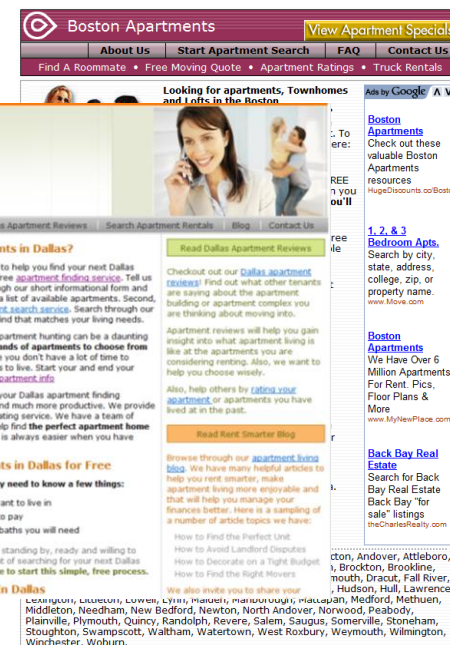 Boston Apartments
View Apartment Specials
About Us Start Apartment Search FAQ Contact Us
Find A Roommate • Free Moving Quote • Apartment Ratings • Truck Rentals
Looking for apartments, Townhomes
and Lofts in the Boston
Ads by Google
Boston
Apartments
Check out these
valuable Boston
Apartments
resources
HugeDiscounts.co/Bost
1, 2, & 3
Bedroom Apts.
Search by city,
state, address,
college, zip, or
property name.
www.Move.com
Boston
Apartments
We Have Over 6
Million Apartments
For Rent. Pics,
Floor Plans &
More
www.MyNewPlace.com
Back Bay Real
Estate
Search for Back
Bay Real Estate
Back Bay "for
sale" listings
theCharlesRealty.com
Apartment Reviews Search Apartment Rentals Blog Contact Us
nts in Dallas?
to help you find your next Dallas
ree apartment finding service. Tell us
gh our short informational form and
a list of available apartments. Second,
nt search service. Search through our
find that matches your living needs.
partment hunting can be a daunting
ands of apartments to choose from
e you don't have a lot of time to
s to live. Start your and end your
partment info
your Dallas apartment finding
nd much more productive. We provide
ating service. We have a team of
lp find the perfect apartment home
is always easier when you have
ts in Dallas for Free
y need to know a few things:
ant to live in
to pay
baths you will need
standing by, ready and willing to
t of searching for your next Dallas
e to start this simple, free process.
in Dallas
Read Dallas Apartment Reviews
Checkout out our Dallas apartment
reviews! Find out what other tenants
are saying about the apartment
building or apartment complex you
are thinking about moving into.
Apartment reviews will help you gain
insight into what apartment living is
like at the apartments you are
considering renting. Also, we want to
help you choose wisely.
Also, help others by rating your
apartment or apartments you have
lived at in the past.
Read Rent Smarter Blog
Browse through our apartment living
blog. We have many helpful articles to
help you rent smarter, make
apartment living more enjoyable and
that will help you manage your
finances better. Here is a sampling of
a number of article topics we have:
How to Find the Perfect Unit
How to Avoid Landlord Disputes
How to Decorate on a Tight Budget
How to Find the Right Movers
We also invite you to share your
cton, Andover, Attleboro,
n, Brockton, Brookline,
mouth, Dracut, Fall River,
, Hudson, Hull, Lawrence
Lexington, Littleton, Lowell, Lynn, Malden, Marlborough, Mattapan, Medford, Methuen,
Middleton, Needham, New Bedford, Newton, North Andover, Norwood, Peabody,
Plainville, Plymouth, Quincy, Randolph, Revere, Salem, Saugus, Somerville, Stoneham,
Stoughton, Swampscott, Waltham, Watertown, West Roxbury, Weymouth, Wilmington,
Winchester, Woburn.